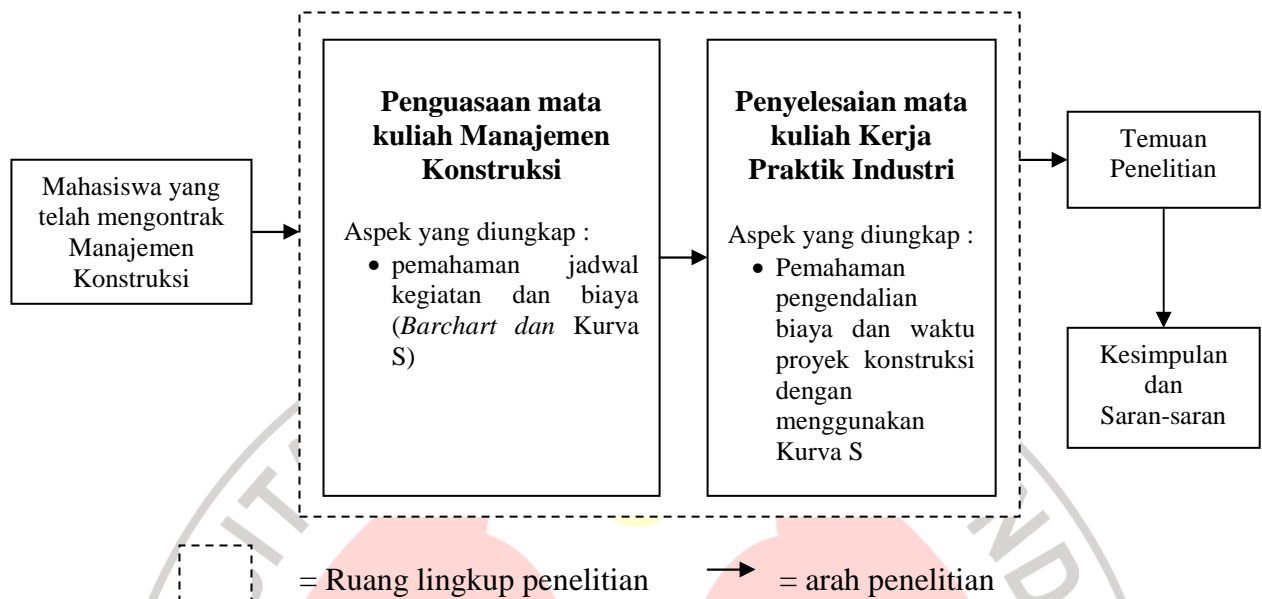 Mahasiswa yang
telah mengontrak
Manajemen
Konstruksi
Penguasaan mata
kuliah Manajemen
Konstruksi
Aspek yang diungkap :
• pemahaman jadwal
kegiatan dan biaya
(Barchart dan Kurva
S)
Penyelesaian mata
kuliah Kerja
Praktik Industri
Aspek yang diungkap :
• Pemahaman
pengendalian
biaya dan waktu
proyek konstruksi
dengan
menggunakan
Kurva S
Temuan
Penelitian
Kesimpulan
dan
Saran-saran
= Ruang lingkup penelitian
= arah penelitian